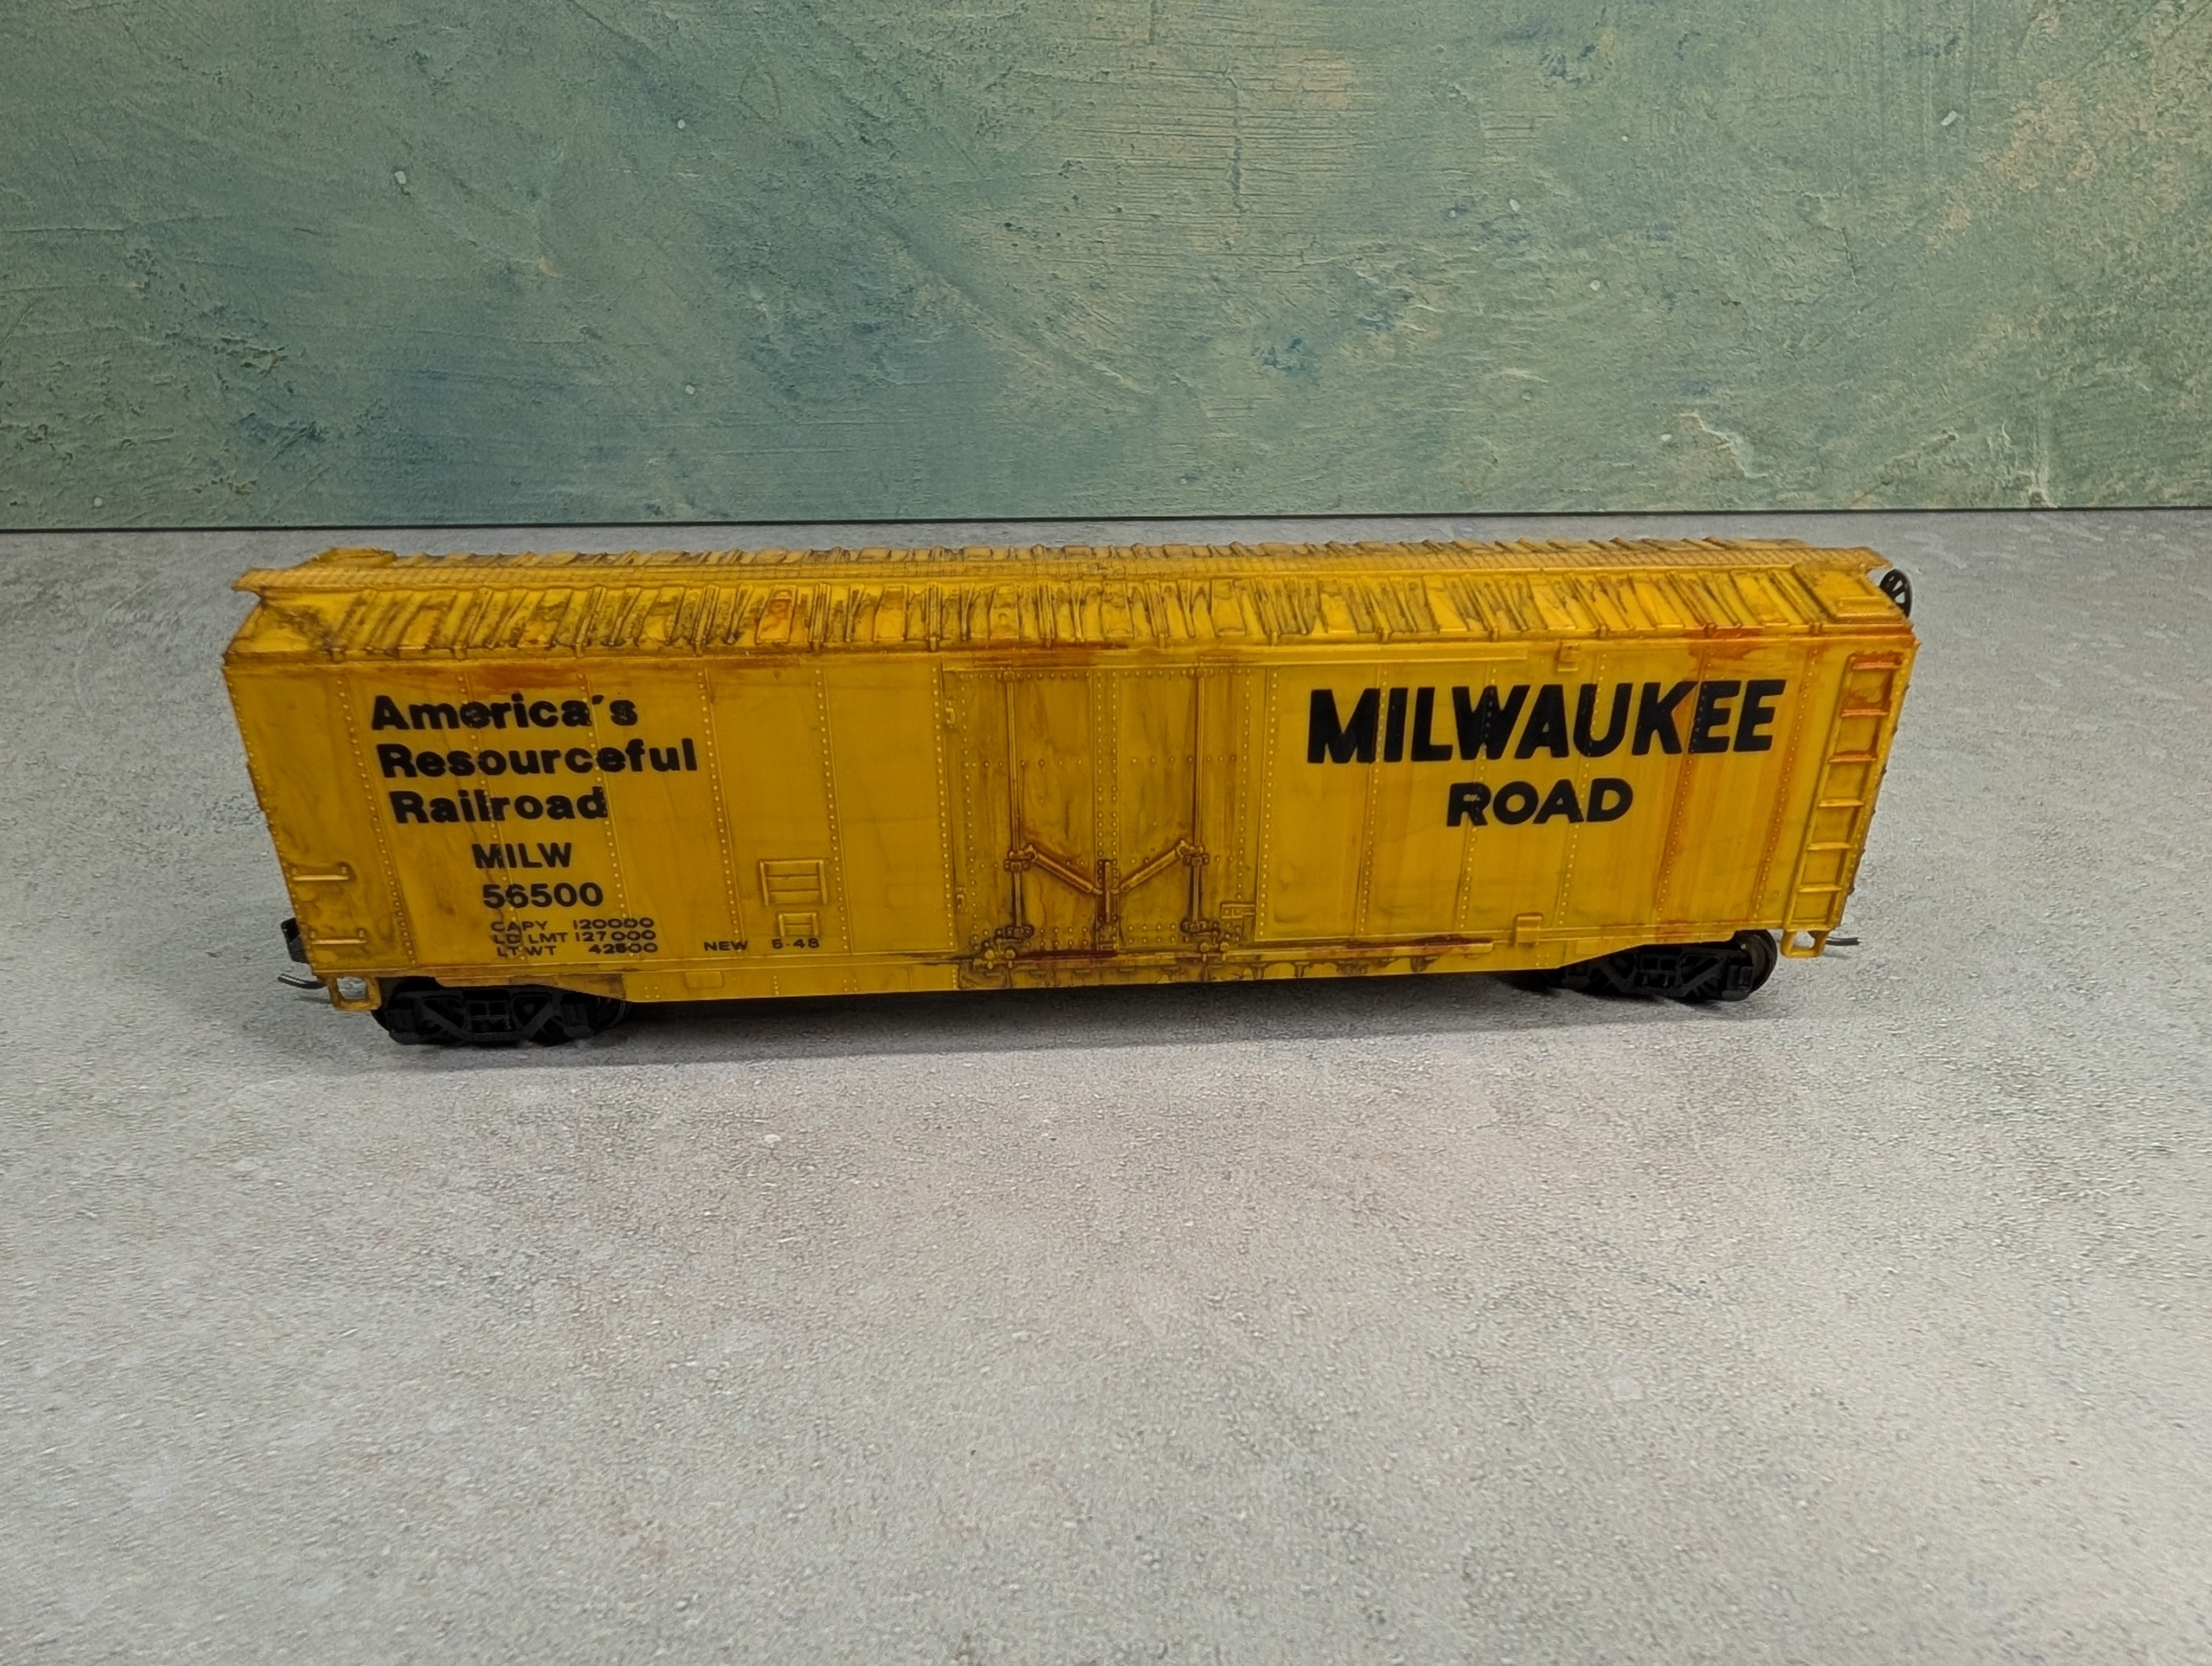 America's
Resourceful
Railroad
MILW
56500
CAPY 120000
LD LMT 127000
LT WT 42500
NEW 5-48
MILWAUKEE
ROAD